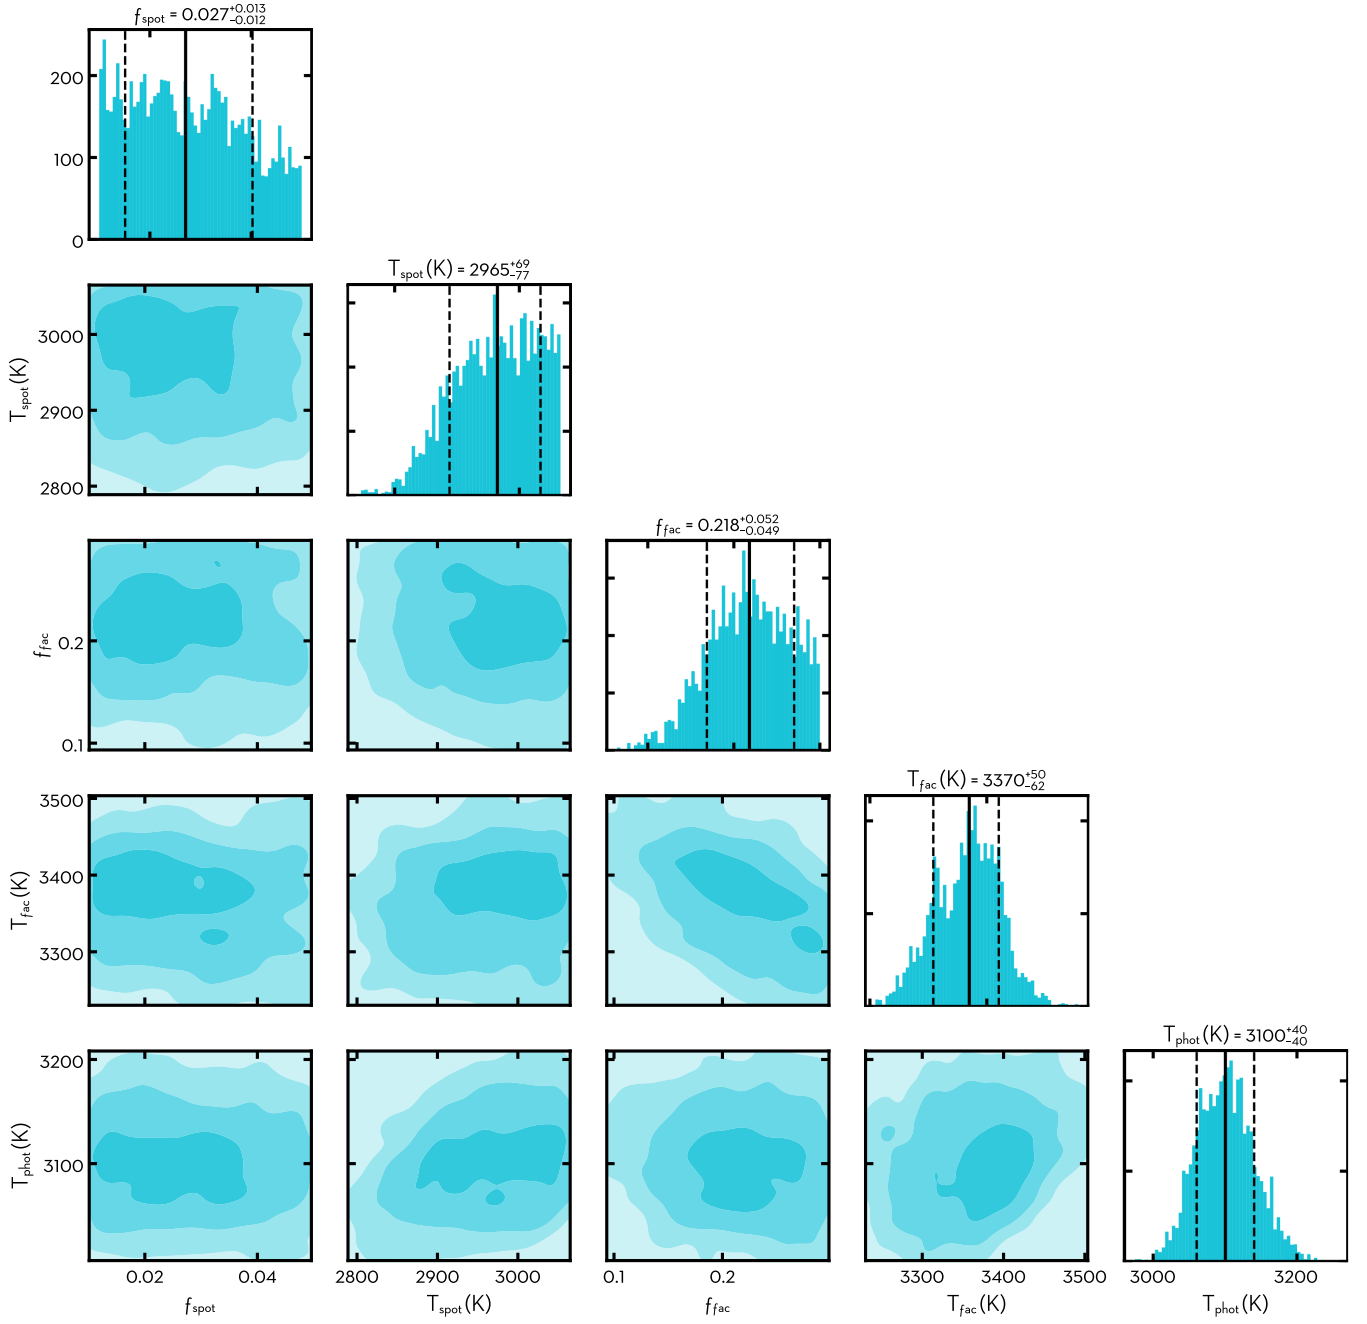 f_spot = 0.027 +0.013 −0.012
200
100
0
T_spot (K) = 2965 +69 −77
T_spot (K)
3000
2900
2800
f_fac = 0.218 +0.052 −0.049
f_fac
0.2
0.1
T_fac (K) = 3370 +50 −62
T_fac (K)
3500
3400
3300
T_phot (K) = 3100 +40 −40
T_phot (K)
3200
3100
0.02 0.04 2800 2900 3000 0.1 0.2 3300 3400 3500 3000 3200
f_spot T_spot (K) f_fac T_fac (K) T_phot (K)